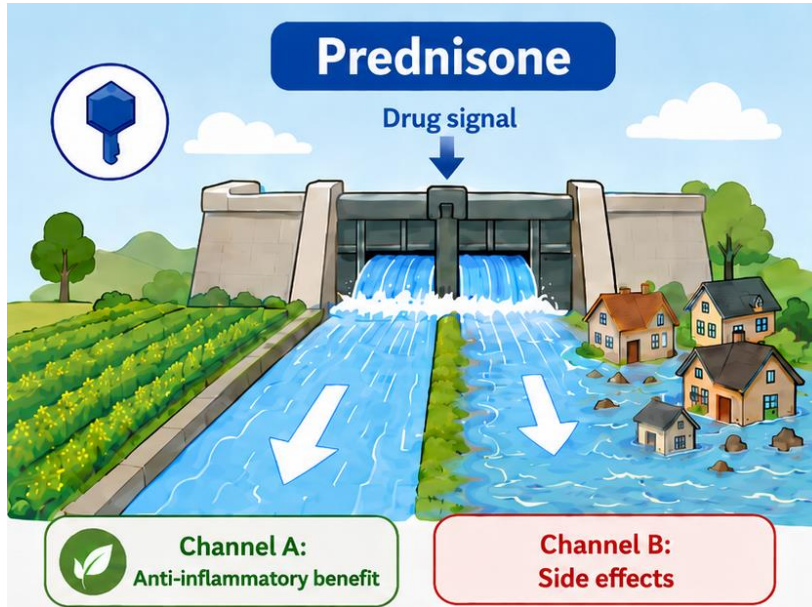 Prednisone
Drug signal
Channel A:
Anti-inflammatory benefit
Channel B:
Side effects